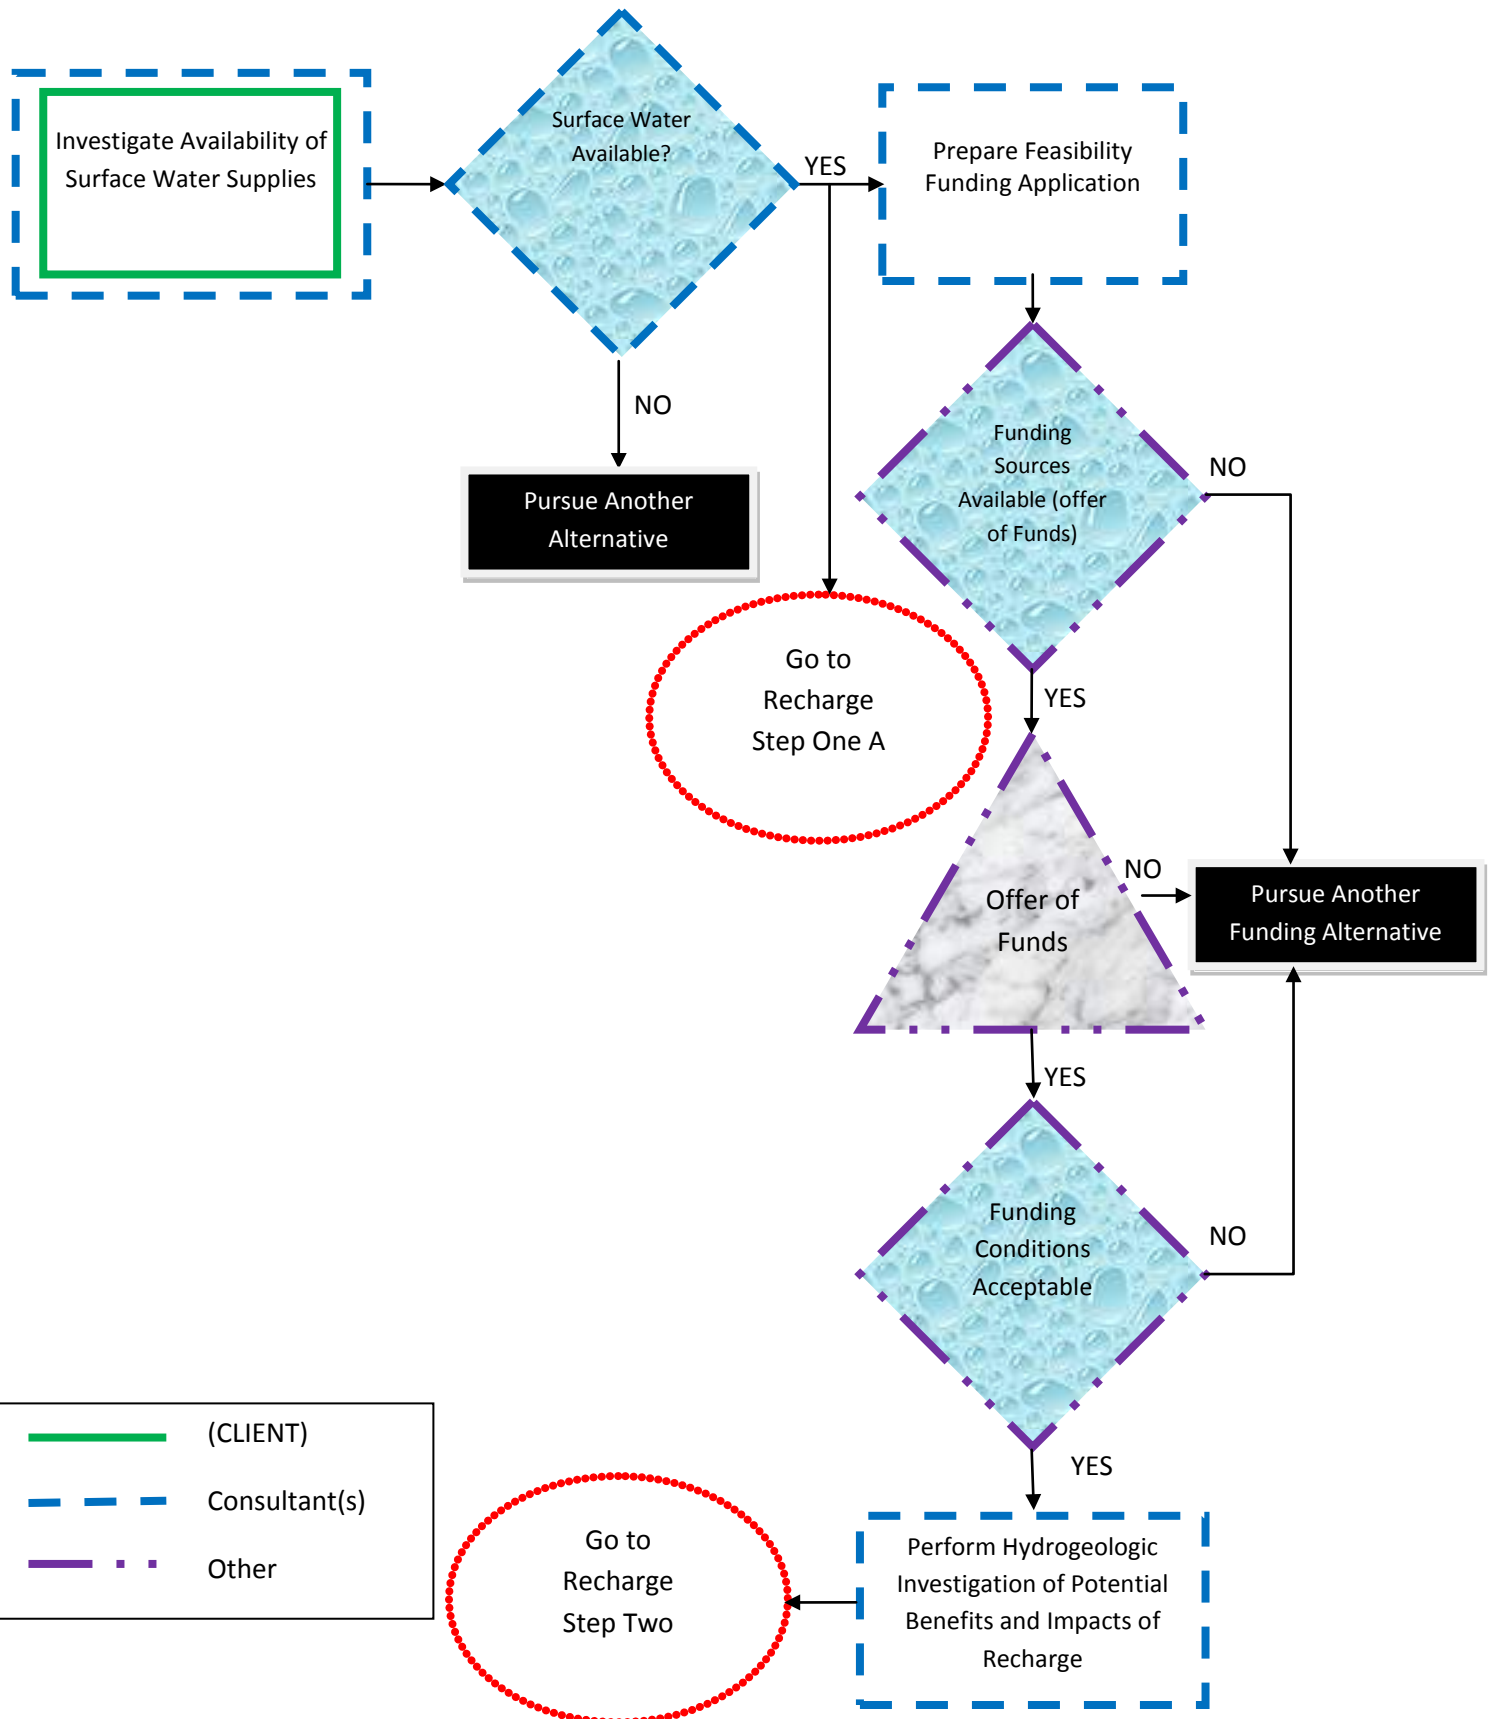 Investigate Availability of
Surface Water Supplies
Surface Water
Available?
YES
Prepare Feasibility
Funding Application
NO
Pursue Another
Alternative
Funding
Sources
Available (offer
of Funds)
NO
Go to
Recharge
Step One A
YES
Offer of
Funds
NO
Pursue Another
Funding Alternative
YES
Funding
Conditions
Acceptable
NO
YES
(CLIENT)
Consultant(s)
Other
Go to
Recharge
Step Two
Perform Hydrogeologic
Investigation of Potential
Benefits and Impacts of
Recharge